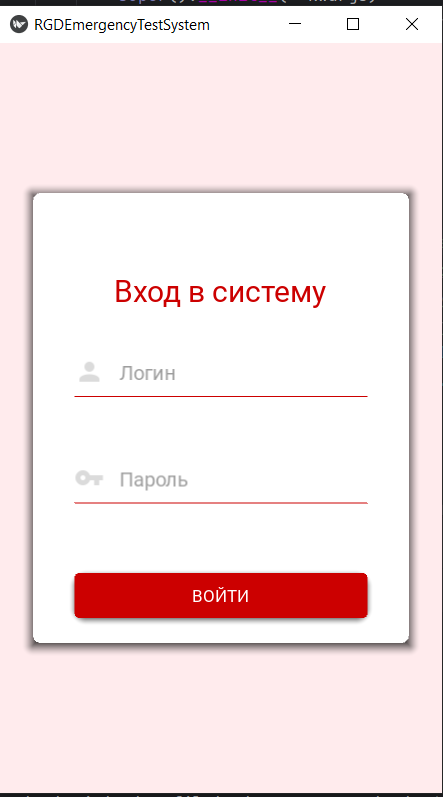 RGDEmergencyTestSystem
Вход в систему
Логин
Пароль
ВОЙТИ